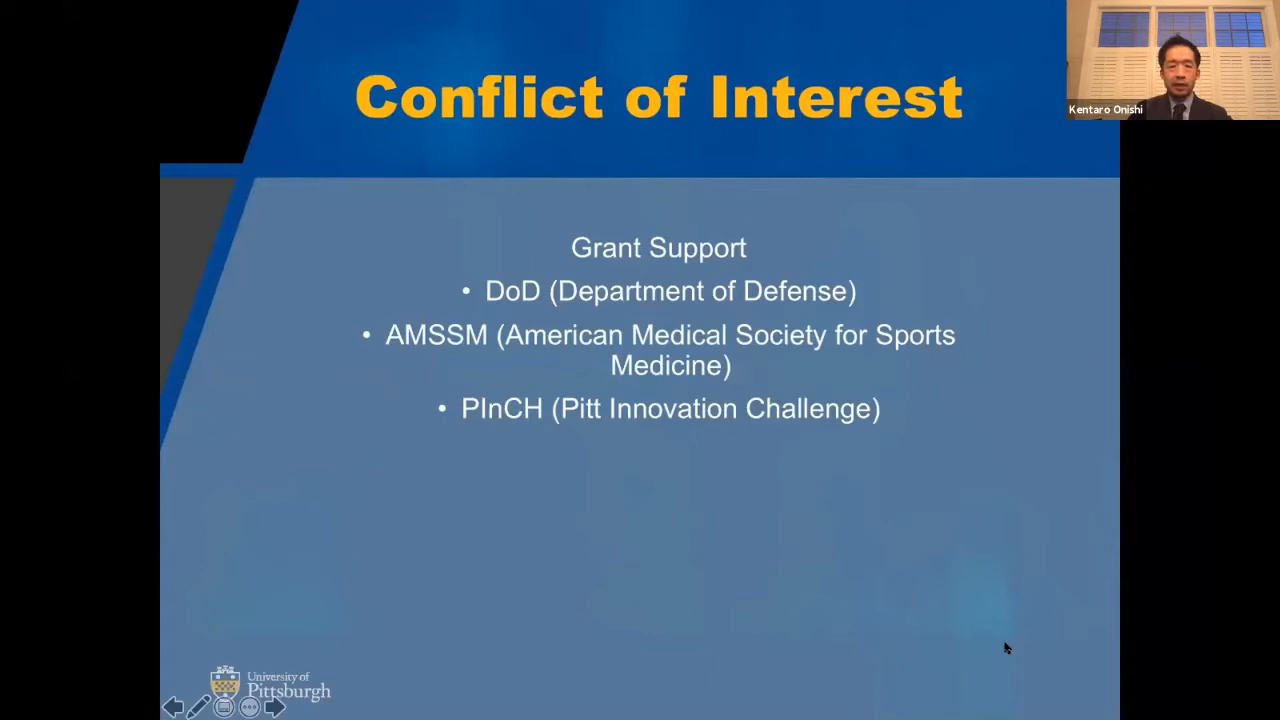 Conflict of Interest
Kentaro Onishi
Grant Support
• DoD (Department of Defense)
• AMSSM (American Medical Society for Sports
Medicine)
• PInCH (Pitt Innovation Challenge)
University of
Pittsburgh